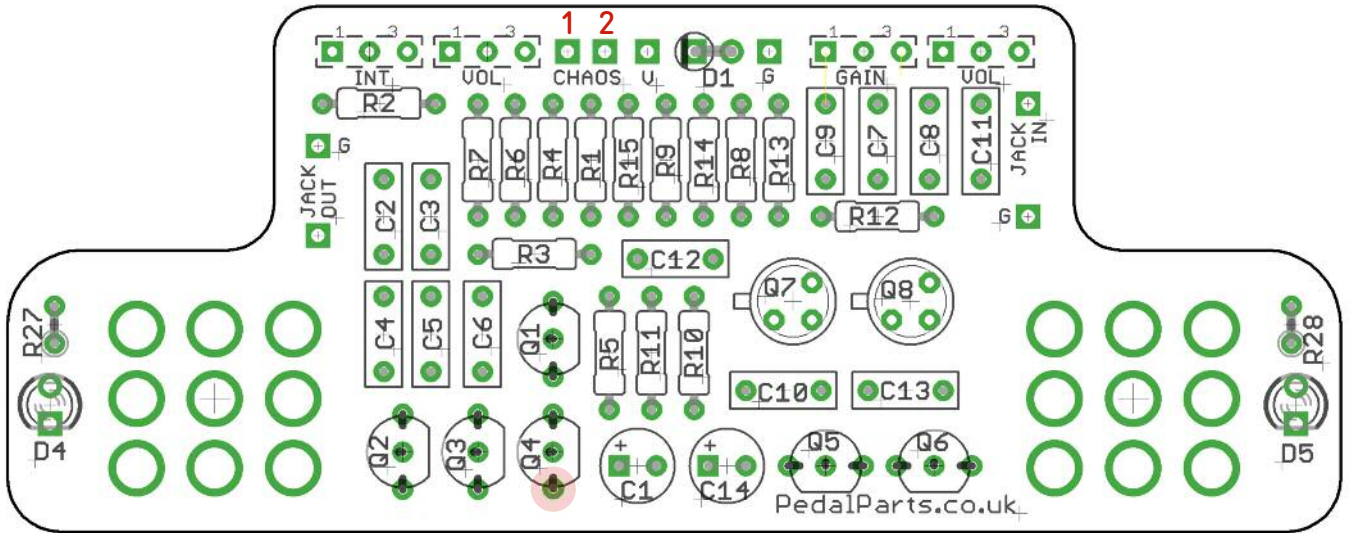 1 2
1 3 1 3 1 3 1 3
INT VOL CHAOS V D1 G GAIN VOL
R2
G
JACK OUT
R7 R6 R4 R1 R15 R9 R14 R8 R13
C9 C7 C8 C11
JACK IN
C2 C3
R12 G
R3 C12
Q7 Q8
R27
C4 C5 C6 Q1
R5 R11 R10
R28
C10 C13
D4
Q2 Q3 Q4
+ +
C1 C14
Q5 Q6
D5
PedalParts.co.uk